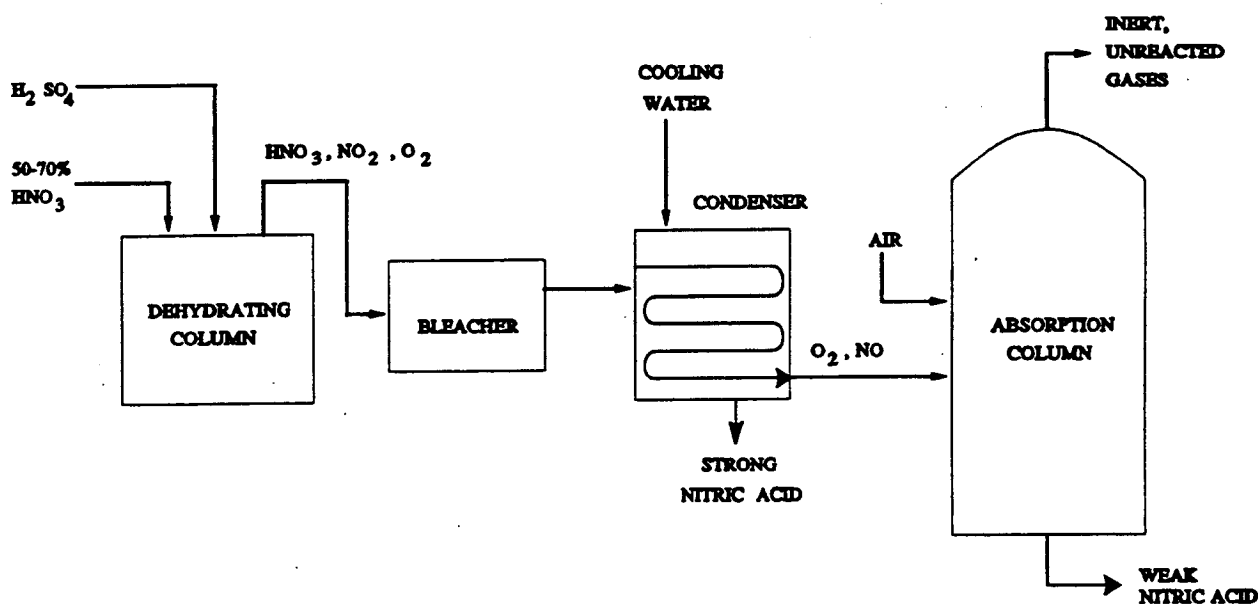 H2 SO4
50-70%
HNO3
HNO3, NO2 , O2
DEHYDRATING
COLUMN
BLEACHER
COOLING
WATER
CONDENSER
STRONG
NITRIC ACID
O2 , NO
AIR
ABSORPTION
COLUMN
INERT,
UNREACTED
GASES
WEAK
NITRIC ACID